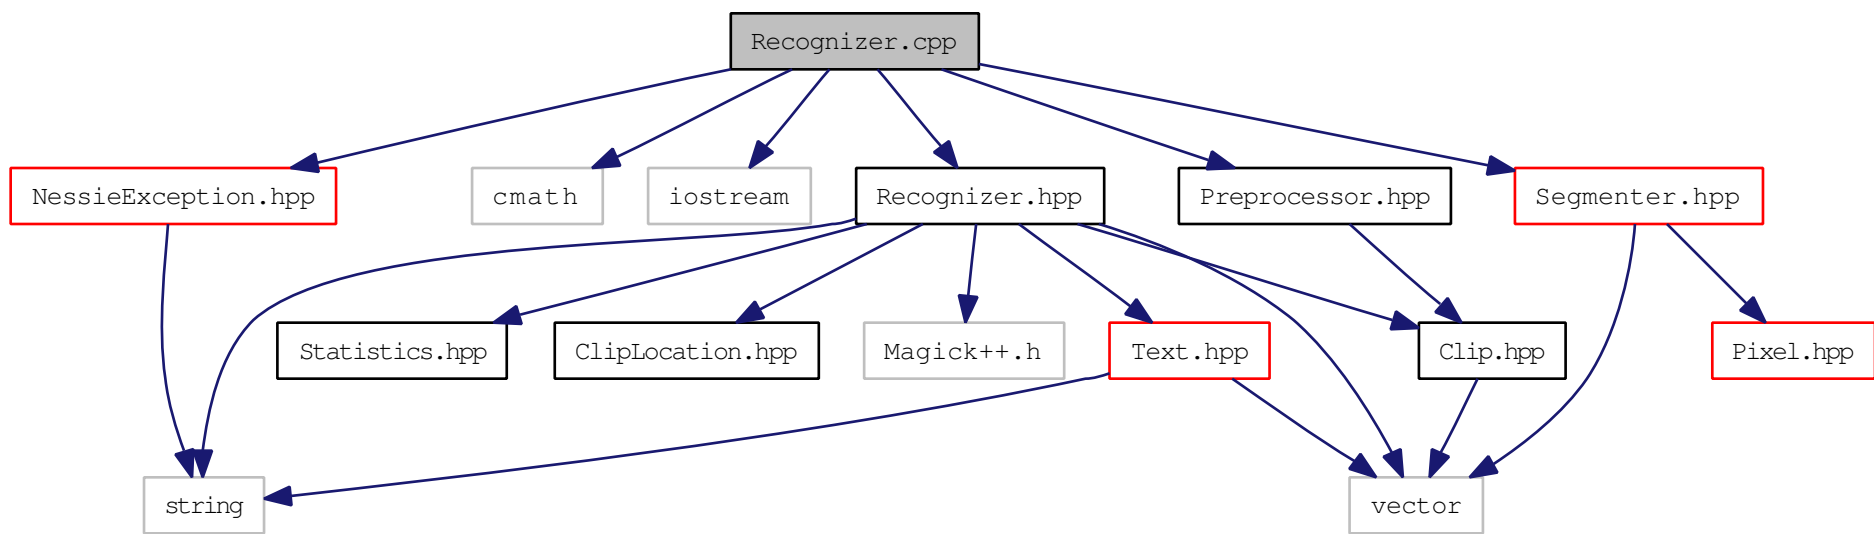 Recognizer.cpp
NessieException.hpp
cmath
iostream
Recognizer.hpp
Preprocessor.hpp
Segmenter.hpp
Statistics.hpp
ClipLocation.hpp
Magick++.h
Text.hpp
Clip.hpp
Pixel.hpp
string
vector